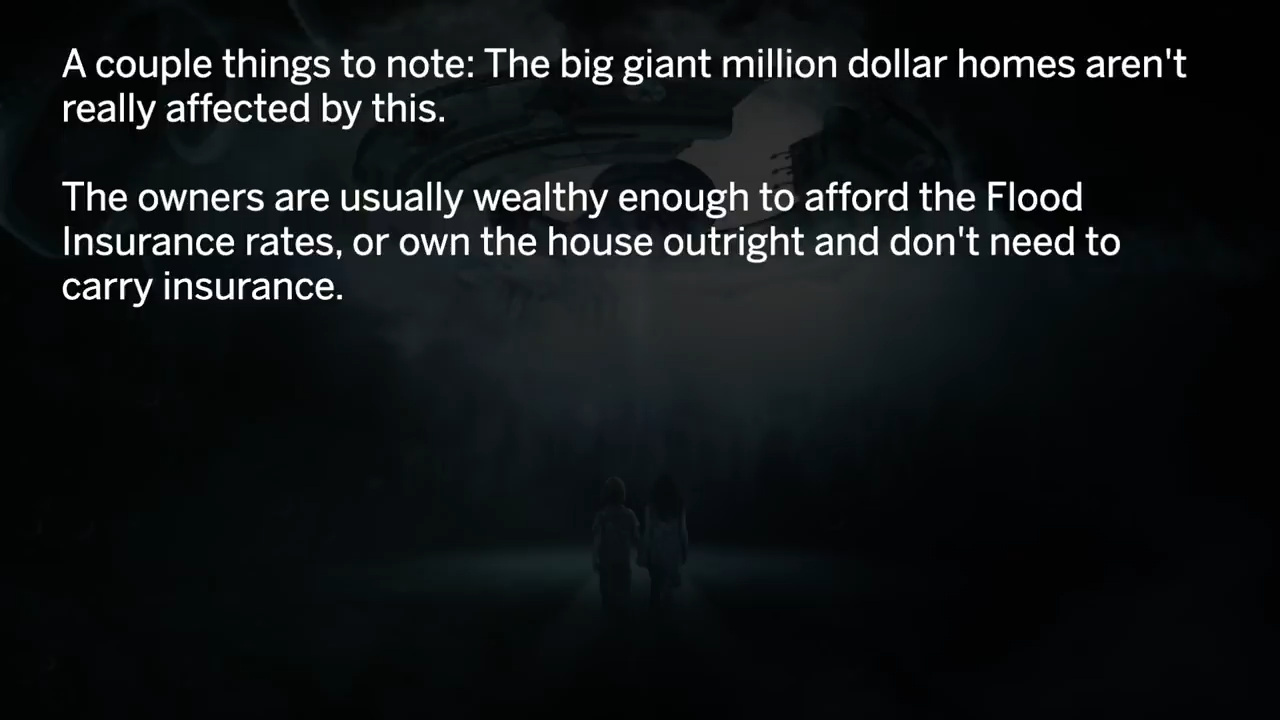 A couple things to note: The big giant million dollar homes aren't
really affected by this.
The owners are usually wealthy enough to afford the Flood
Insurance rates, or own the house outright and don't need to
carry insurance.